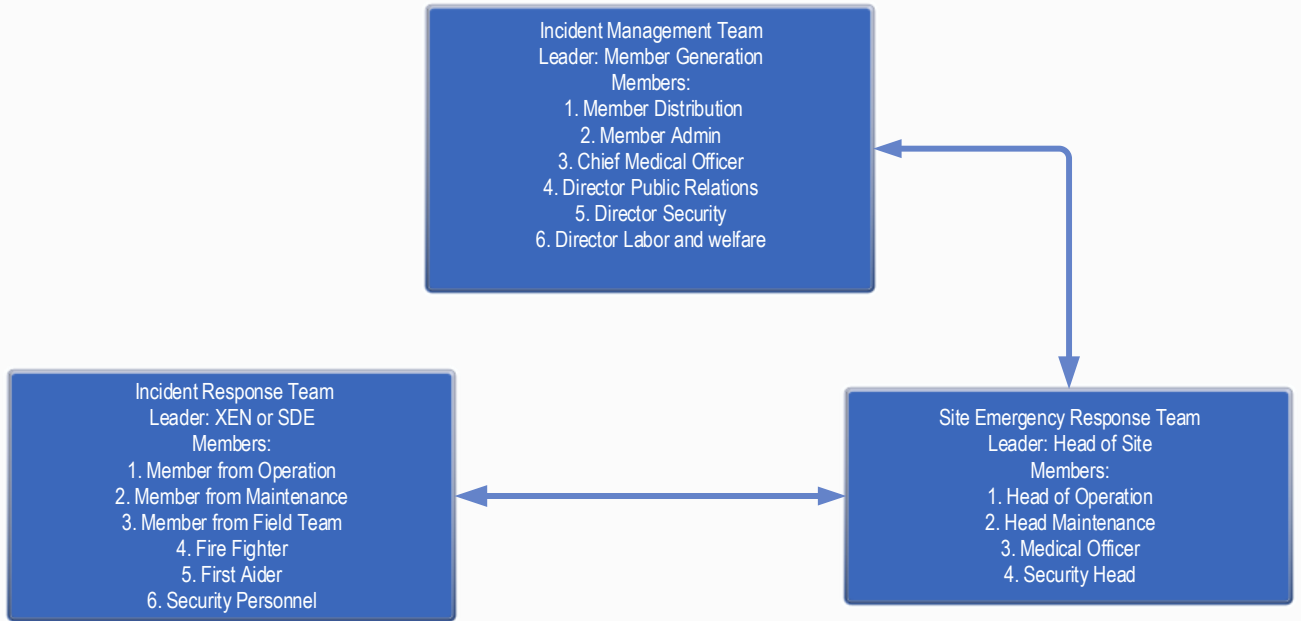 Incident Management Team
Leader: Member Generation
Members:
1. Member Distribution
2. Member Admin
3. Chief Medical Officer
4. Director Public Relations
5. Director Security
6. Director Labor and welfare
Incident Response Team
Leader: XEN or SDE
Members:
1. Member from Operation
2. Member from Maintenance
3. Member from Field Team
4. Fire Fighter
5. First Aider
6. Security Personnel
Site Emergency Response Team
Leader: Head of Site
Members:
1. Head of Operation
2. Head Maintenance
3. Medical Officer
4. Security Head